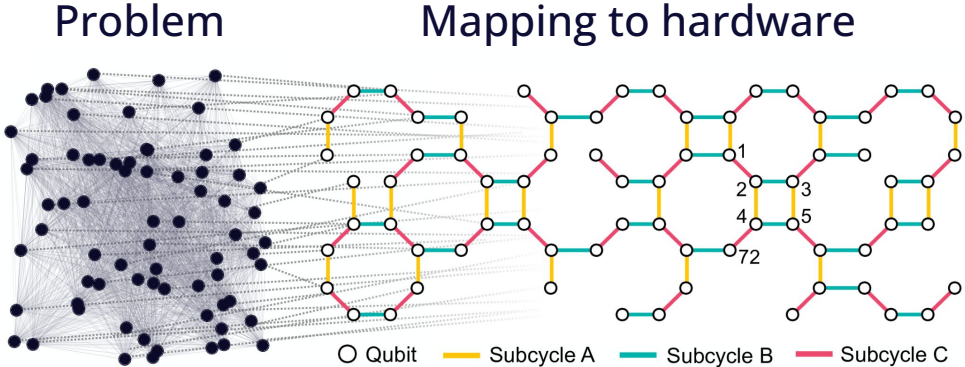 Problem
Mapping to hardware
1
2 3
4 5
72
Qubit Subcycle A Subcycle B Subcycle C